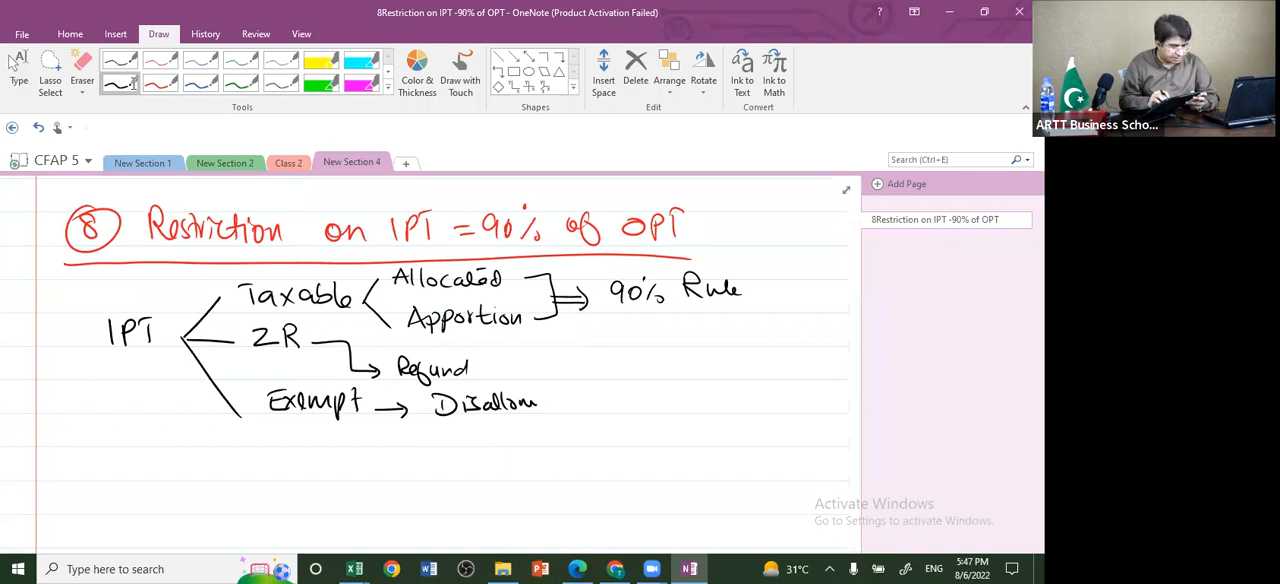 8Restriction on IPT -90% of OPT - OneNote (Product Activation Failed)
?
File Home Insert Draw History Review View
Type
Lasso Select
Eraser
Color & Thickness
Draw with Touch
Insert Space
Delete
Arrange
Rotate
Ink to Text
Ink to Math
Tools
Shapes
Edit
Convert
ARTT Business Scho...
CFAP 5
New Section 1
New Section 2
Class 2
New Section 4
Search (Ctrl+E)
Add Page
8Restriction on IPT -90% of OPT
8 Restriction on IPT = 90% of OPT
Allocated
Taxable
90% Rule
Apportion
IPT
ZR
Refund
Exempt → Disallow
Activate Windows
Go to Settings to activate Windows.
Type here to search
31°C
ENG
5:47 PM
8/6/2022